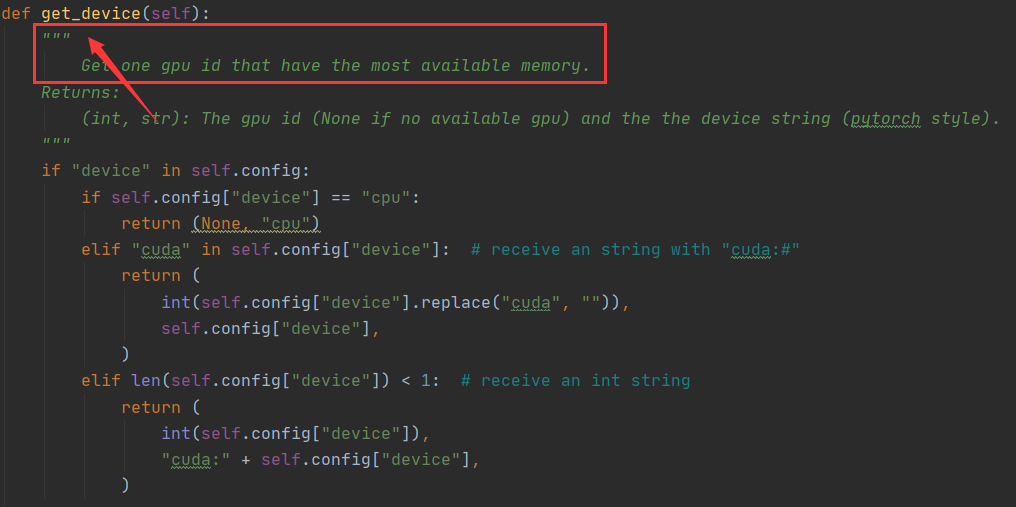 def get_device(self):
"""
Get one gpu id that have the most available memory.
Returns:
(int, str): The gpu id (None if no available gpu) and the the device string (pytorch style).
"""
if "device" in self.config:
if self.config["device"] == "cpu":
return (None, "cpu")
elif "cuda" in self.config["device"]:  # receive an string with "cuda:#"
return (
int(self.config["device"].replace("cuda", "")),
self.config["device"],
)
elif len(self.config["device"]) < 1:  # receive an int string
return (
int(self.config["device"]),
"cuda:" + self.config["device"],
)